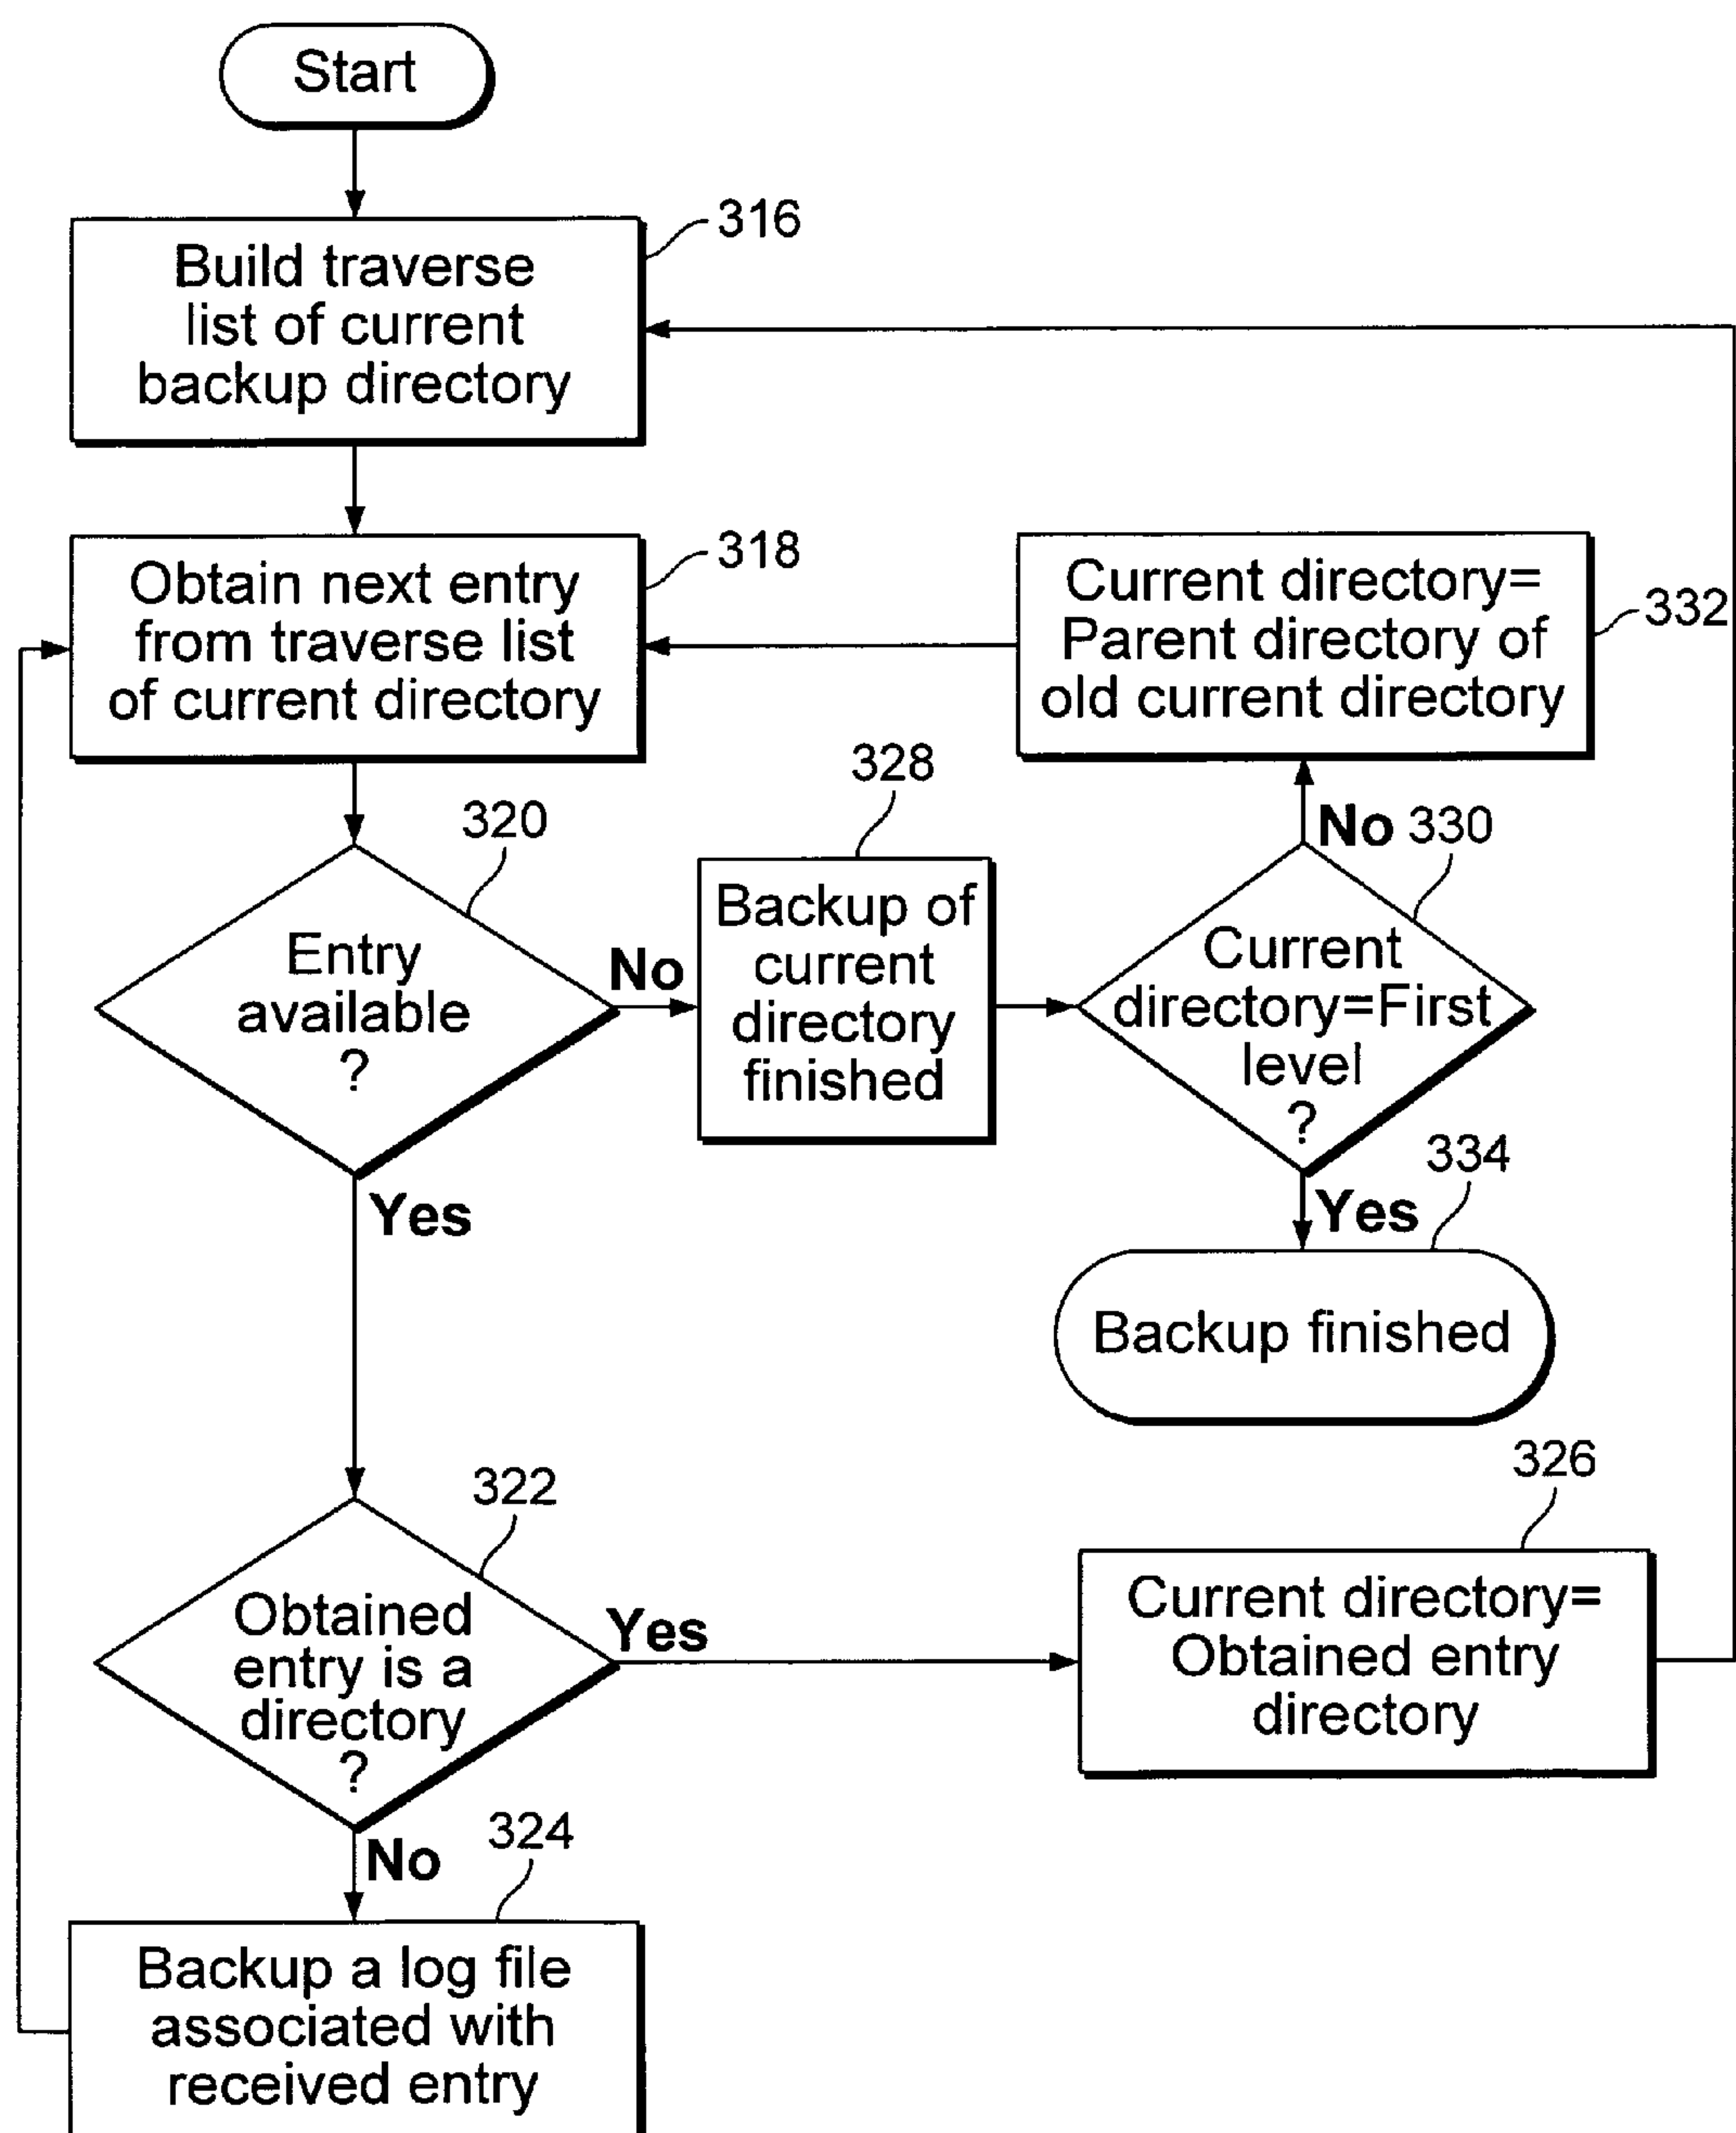 Start
316
Build traverse
list of current
backup directory
318
Obtain next entry
from traverse list
of current directory
332
Current directory=
Parent directory of
old current directory
320
Entry
available
?
No
328
Backup of
current
directory
finished
No 330
Current
directory=First
level
?
Yes
Yes
334
Backup finished
322
Obtained
entry is a
directory
?
Yes
326
Current directory=
Obtained entry
directory
No
324
Backup a log file
associated with
received entry